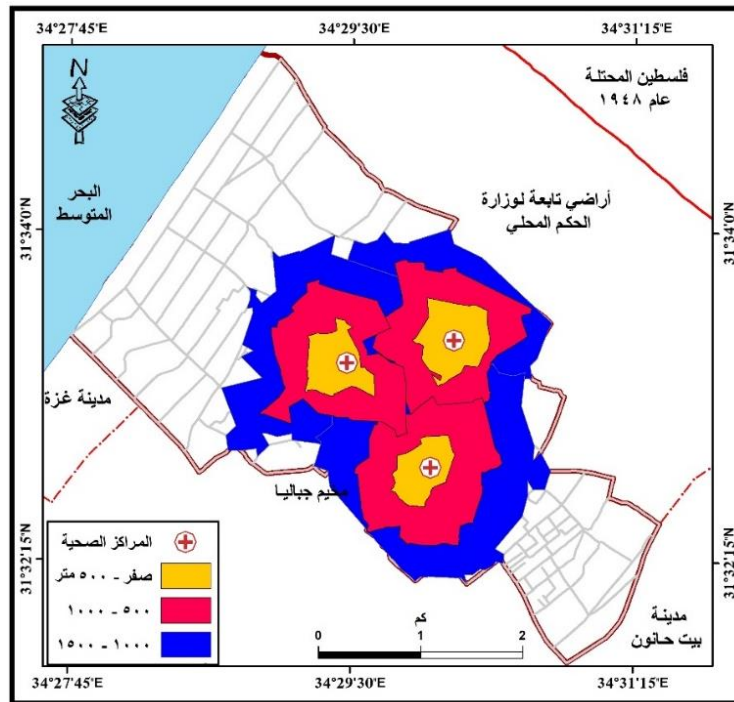 34°27'45"E
34°29'30"E
34°31'15"E
فلسطين المحتلة
عام ١٩٤٨
N
البحر
المتوسط
أراضي تابعة لوزارة
الحكم المحلي
31°34'0"N
31°34'0"N
مدينة غزة
مخيم جباليا
31°32'15"N
31°32'15"N
المراكز الصحية
صفر - ٥٠٠ متر
٥٠٠ - ١٠٠٠
١٠٠٠ - ١٥٠٠
كم
0 1 2
مدينة
بيت حانون
34°27'45"E
34°29'30"E
34°31'15"E